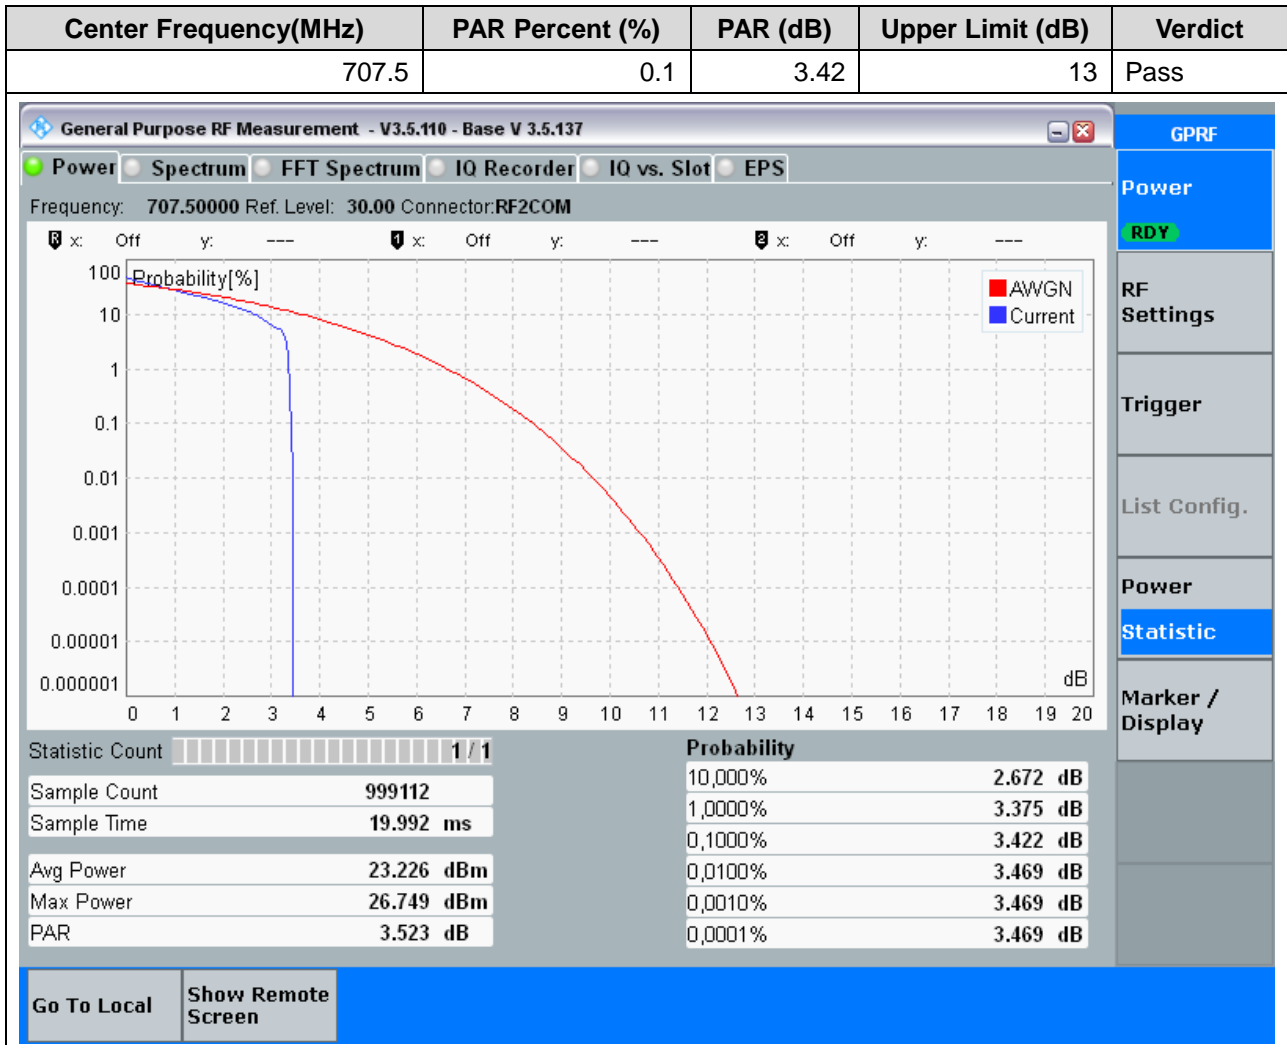 Center Frequency(MHz) PAR Percent (%) PAR (dB) Upper Limit (dB) Verdict
707.5 0.1 3.42 13 Pass
General Purpose RF Measurement - V3.5.110 - Base V 3.5.137
GPRF
Power Spectrum FFT Spectrum IQ Recorder IQ vs. Slot EPS
Frequency: 707.50000 Ref. Level: 30.00 Connector:RF2COM
R x: Off y: --- 1 x: Off y: --- 2 x: Off y: ---
Probability[%]
AWGN
Current
100
10
1
0.1
0.01
0.001
0.0001
0.00001
0.000001
dB
0 1 2 3 4 5 6 7 8 9 10 11 12 13 14 15 16 17 18 19 20
Statistic Count 1 / 1
Sample Count 999112
Sample Time 19.992 ms
Avg Power 23.226 dBm
Max Power 26.749 dBm
PAR 3.523 dB
Probability
10,000% 2.672 dB
1,0000% 3.375 dB
0,1000% 3.422 dB
0,0100% 3.469 dB
0,0010% 3.469 dB
0,0001% 3.469 dB
Power
RDY
RF
Settings
Trigger
List Config.
Power
Statistic
Marker /
Display
Go To Local
Show Remote
Screen